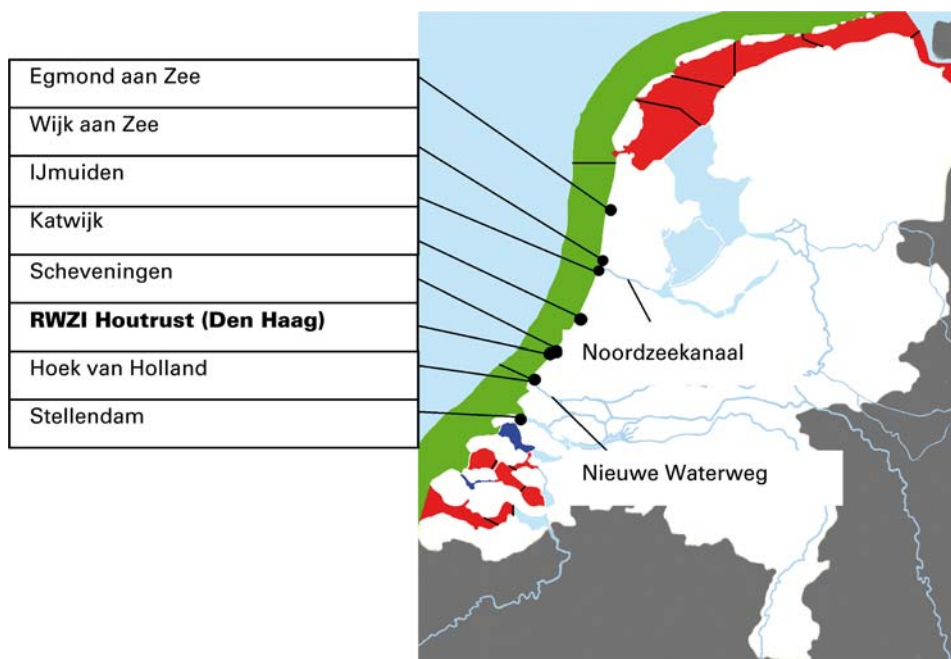 Egmond aan Zee
Wijk aan Zee
IJmuiden
Katwijk
Scheveningen
RWZI Houtrust (Den Haag)
Hoek van Holland
Stellendam
Noordzeekanaal
Nieuwe Waterweg